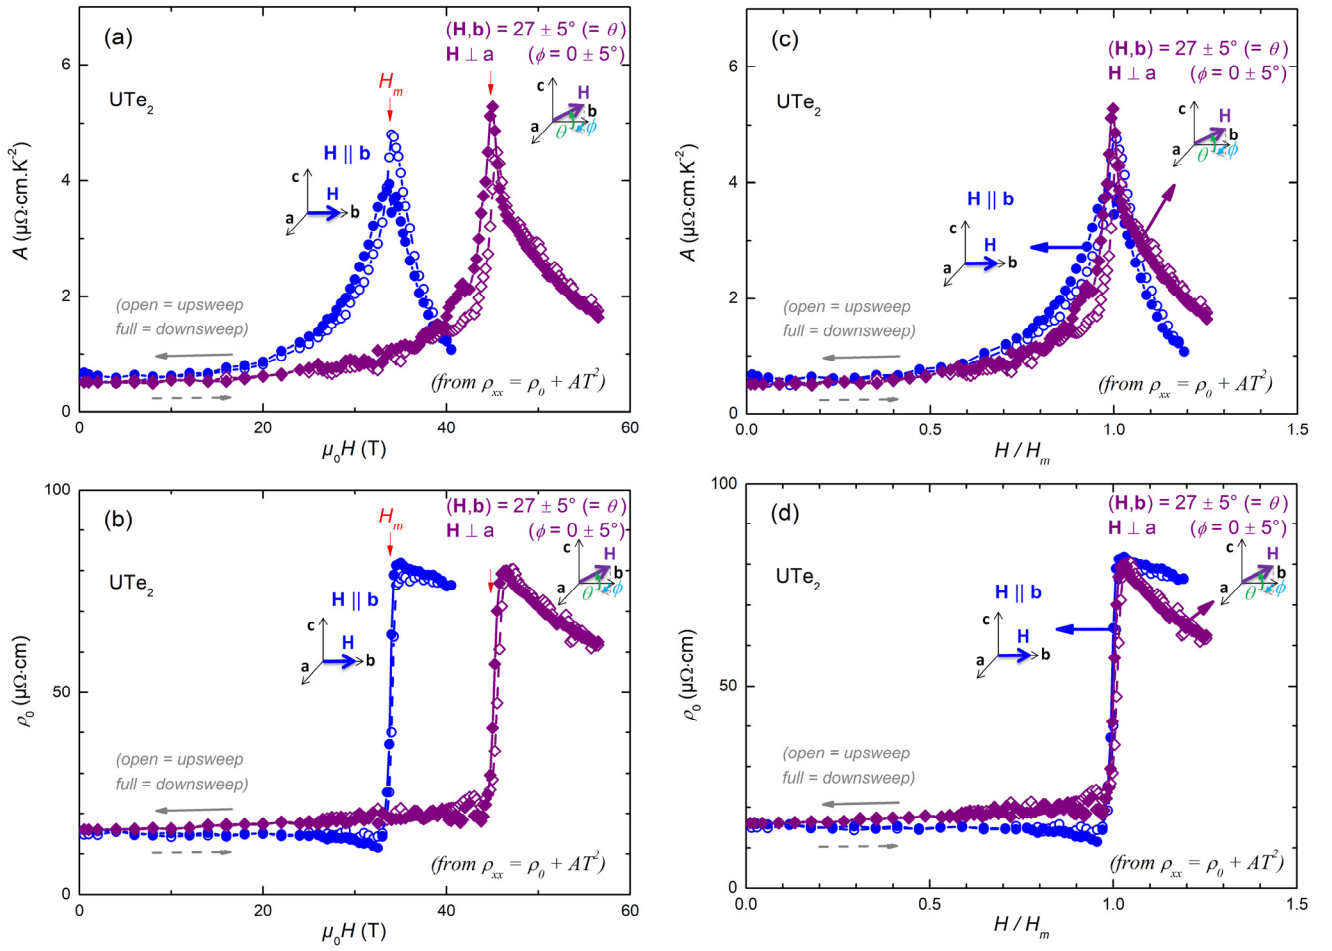 (a)
(H,b) = 27 ± 5° (= θ)
H ⊥ a (ϕ = 0 ± 5°)
UTe2
Hm
H || b
c
H
a
b
c
H
b
a
θ
ϕ
(open = upsweep
full = downsweep)
(from ρxx = ρ0 + AT2)
A (µΩ·cm.K-2)
0
2
4
6
0
20
40
60
µ0H (T)
(c)
(H,b) = 27 ± 5° (= θ)
H ⊥ a (ϕ = 0 ± 5°)
UTe2
H || b
c
H
a
b
c
H
b
a
θ
ϕ
(open = upsweep
full = downsweep)
(from ρxx = ρ0 + AT2)
A (µΩ·cm.K-2)
0
2
4
6
0.0
0.5
1.0
1.5
H / Hm
(b)
(H,b) = 27 ± 5° (= θ)
H ⊥ a (ϕ = 0 ± 5°)
UTe2
Hm
H || b
c
H
a
b
c
H
b
a
θ
ϕ
(open = upsweep
full = downsweep)
(from ρxx = ρ0 + AT2)
ρ0 (µΩ·cm)
0
50
100
0
20
40
60
µ0H (T)
(d)
(H,b) = 27 ± 5° (= θ)
H ⊥ a (ϕ = 0 ± 5°)
UTe2
H || b
c
H
a
b
c
H
b
a
θ
ϕ
(open = upsweep
full = downsweep)
(from ρxx = ρ0 + AT2)
ρ0 (µΩ·cm)
0
50
100
0.0
0.5
1.0
1.5
H / Hm